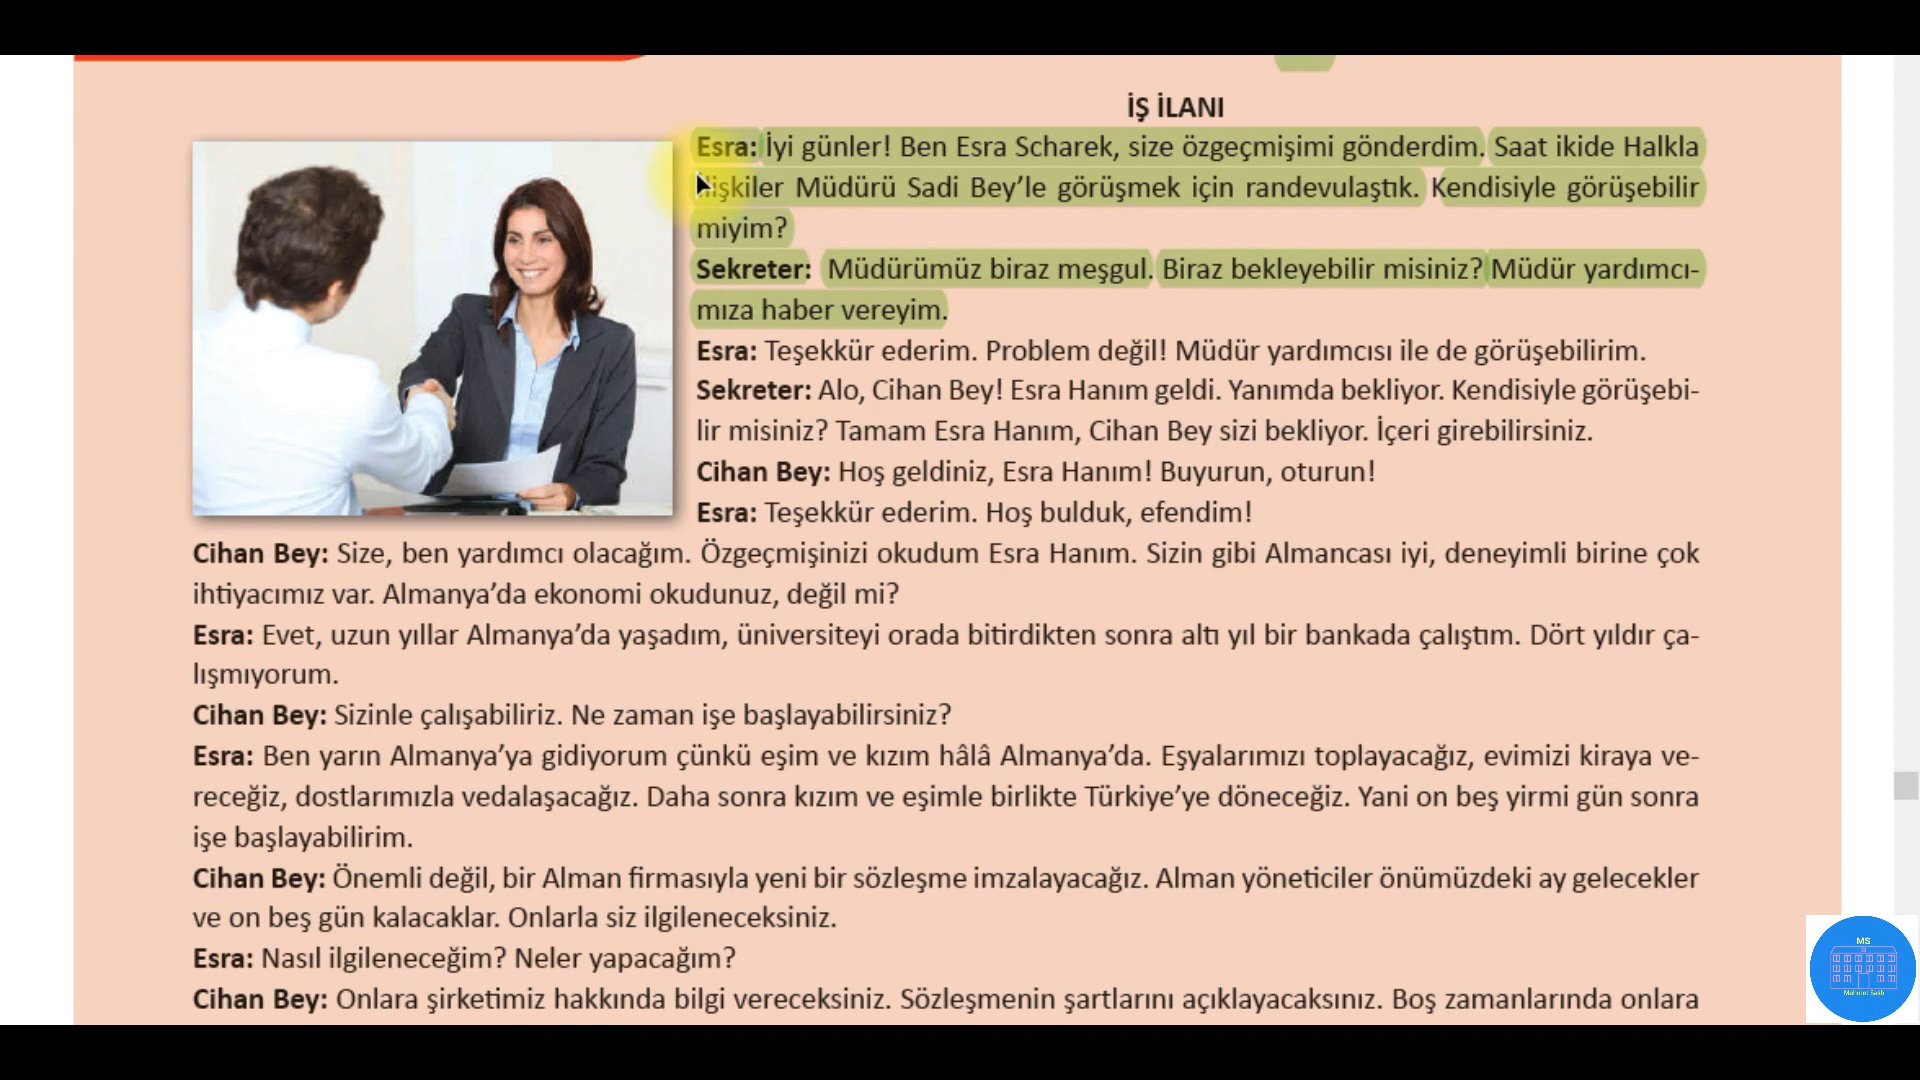 İŞ İLANI
Esra: İyi günler! Ben Esra Scharek, size özgeçmişimi gönderdim. Saat ikide Halkla
İlişkiler Müdürü Sadi Bey’le görüşmek için randevulaştık. Kendisiyle görüşebilir
miyim?
Sekreter: Müdürümüz biraz meşgul. Biraz bekleyebilir misiniz? Müdür yardımcı-
mıza haber vereyim.
Esra: Teşekkür ederim. Problem değil! Müdür yardımcısı ile de görüşebilirim.
Sekreter: Alo, Cihan Bey! Esra Hanım geldi. Yanımda bekliyor. Kendisiyle görüşebi-
lir misiniz? Tamam Esra Hanım, Cihan Bey sizi bekliyor. İçeri girebilirsiniz.
Cihan Bey: Hoş geldiniz, Esra Hanım! Buyurun, oturun!
Esra: Teşekkür ederim. Hoş bulduk, efendim!
Cihan Bey: Size, ben yardımcı olacağım. Özgeçmişinizi okudum Esra Hanım. Sizin gibi Almancası iyi, deneyimli birine çok
ihtiyacımız var. Almanya’da ekonomi okudunuz, değil mi?
Esra: Evet, uzun yıllar Almanya’da yaşadım, üniversiteyi orada bitirdikten sonra altı yıl bir bankada çalıştım. Dört yıldır ça-
lışmıyorum.
Cihan Bey: Sizinle çalışabiliriz. Ne zaman işe başlayabilirsiniz?
Esra: Ben yarın Almanya’ya gidiyorum çünkü eşim ve kızım hâlâ Almanya’da. Eşyalarımızı toplayacağız, evimizi kiraya ve-
receğiz, dostlarımızla vedalaşacağız. Daha sonra kızım ve eşimle birlikte Türkiye’ye döneceğiz. Yani on beş yirmi gün sonra
işe başlayabilirim.
Cihan Bey: Önemli değil, bir Alman firmasıyla yeni bir sözleşme imzalayacağız. Alman yöneticiler önümüzdeki ay gelecekler
ve on beş gün kalacaklar. Onlarla siz ilgileneceksiniz.
Esra: Nasıl ilgileneceğim? Neler yapacağım?
Cihan Bey: Onlara şirketimiz hakkında bilgi vereceksiniz. Sözleşmenin şartlarını açıklayacaksınız. Boş zamanlarında onlara
MS
Mehmet Salih